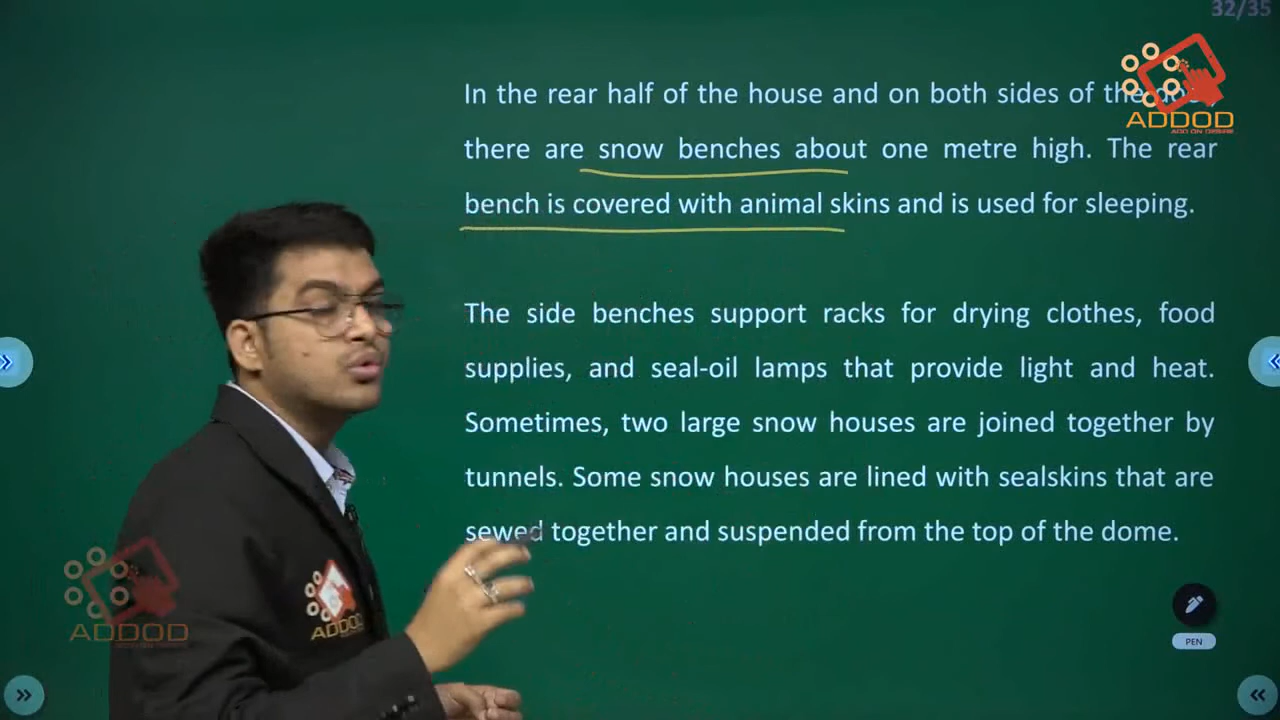 32/35
ADDOD
ADD ON DESIRE
In the rear half of the house and on both sides of the door,
there are snow benches about one metre high. The rear
bench is covered with animal skins and is used for sleeping.
The side benches support racks for drying clothes, food
supplies, and seal-oil lamps that provide light and heat.
Sometimes, two large snow houses are joined together by
tunnels. Some snow houses are lined with sealskins that are
sewed together and suspended from the top of the dome.
ADDOD
ADDOD
PEN